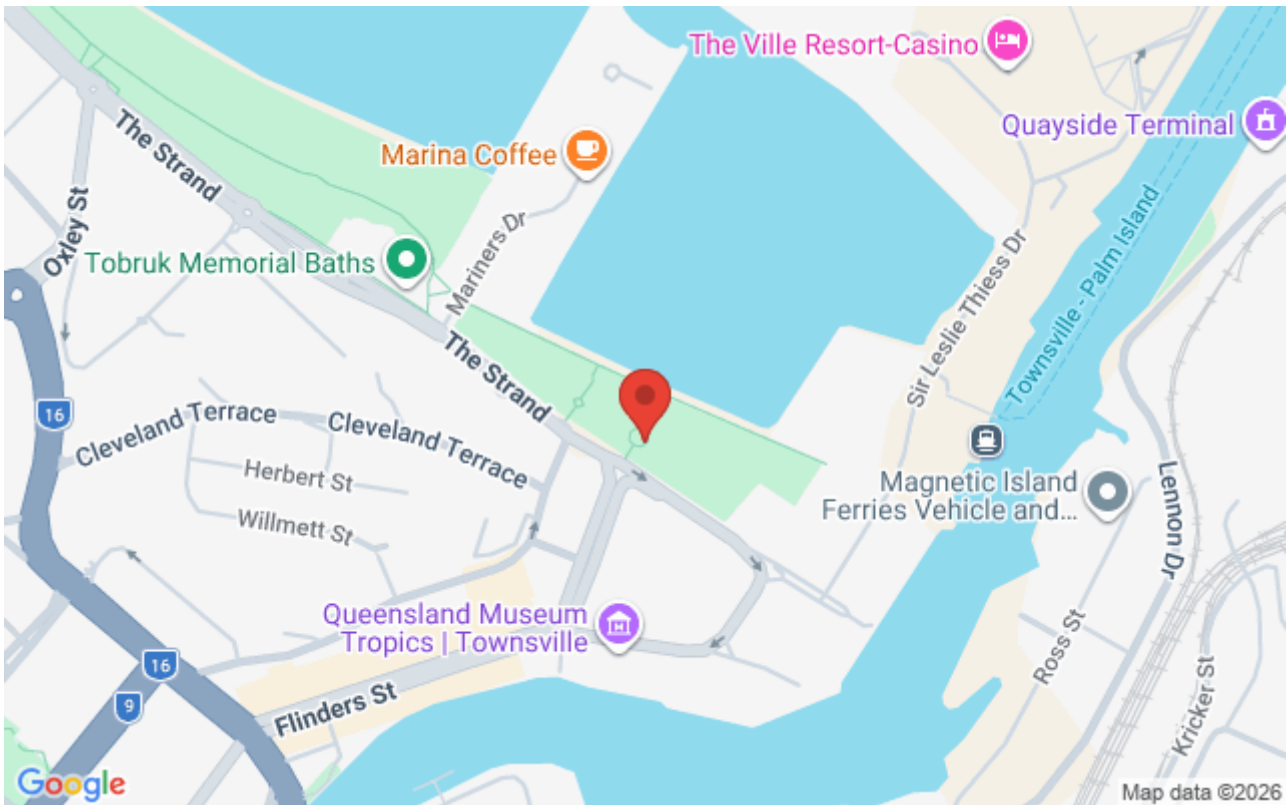 The Ville Resort-Casino
Quayside Terminal
The Strand
Marina Coffee
Oxley St
Mariners Dr
Tobruk Memorial Baths
Townsville - Palm Island
Sir Leslie Thiess Dr
The Strand
16
Cleveland Terrace
Cleveland Terrace
Herbert St
Magnetic Island
Ferries Vehicle and...
Lennon Dr
Willmett St
Queensland Museum
Tropics | Townsville
Ross St
16
9
Flinders St
Kricker St
Google
Map data ©2026